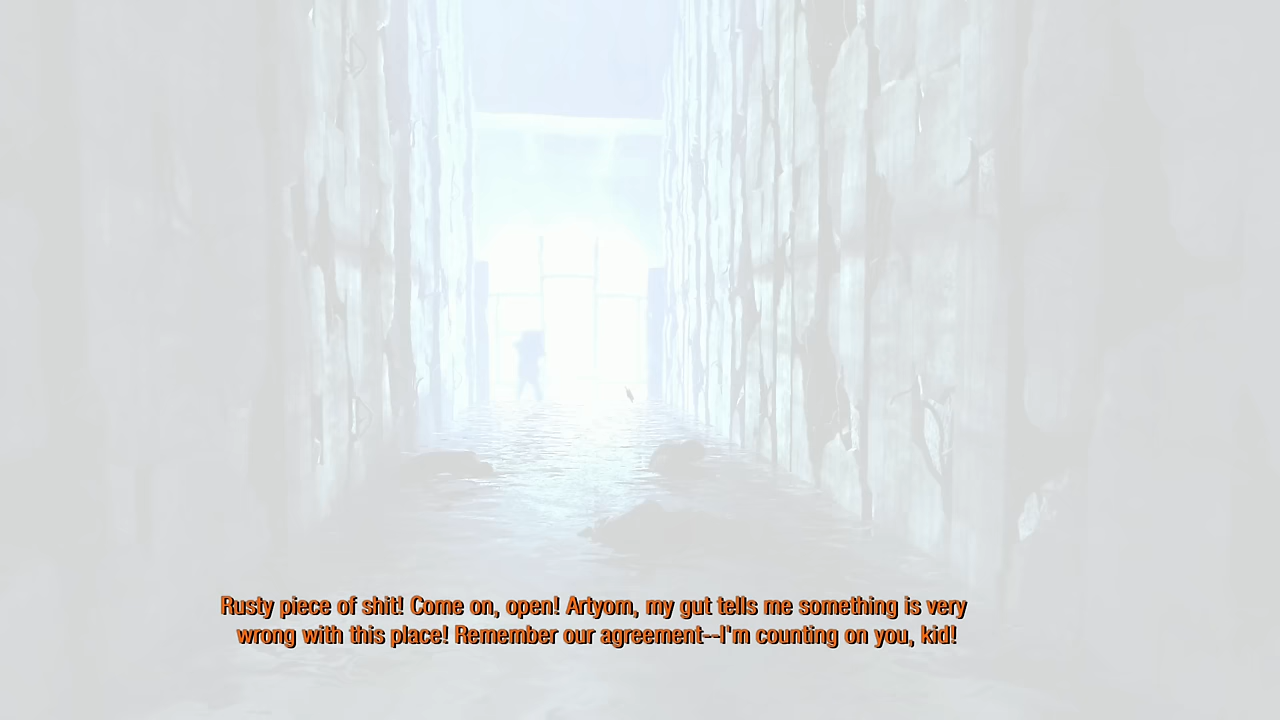 Rusty piece of shit! Come on, open! Artyom, my gut tells me something is very
wrong with this place! Remember our agreement--I'm counting on you, kid!